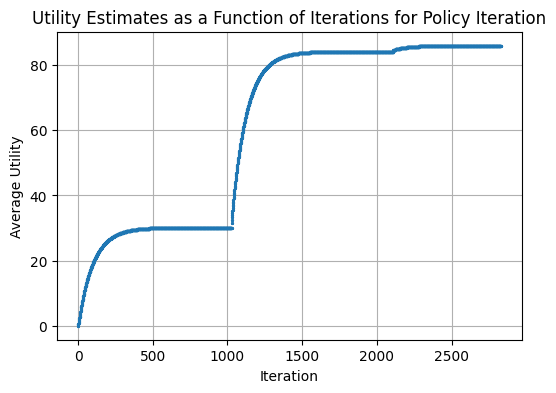 Utility Estimates as a Function of Iterations for Policy Iteration
80
60
40
20
0
Average Utility
0 500 1000 1500 2000 2500
Iteration